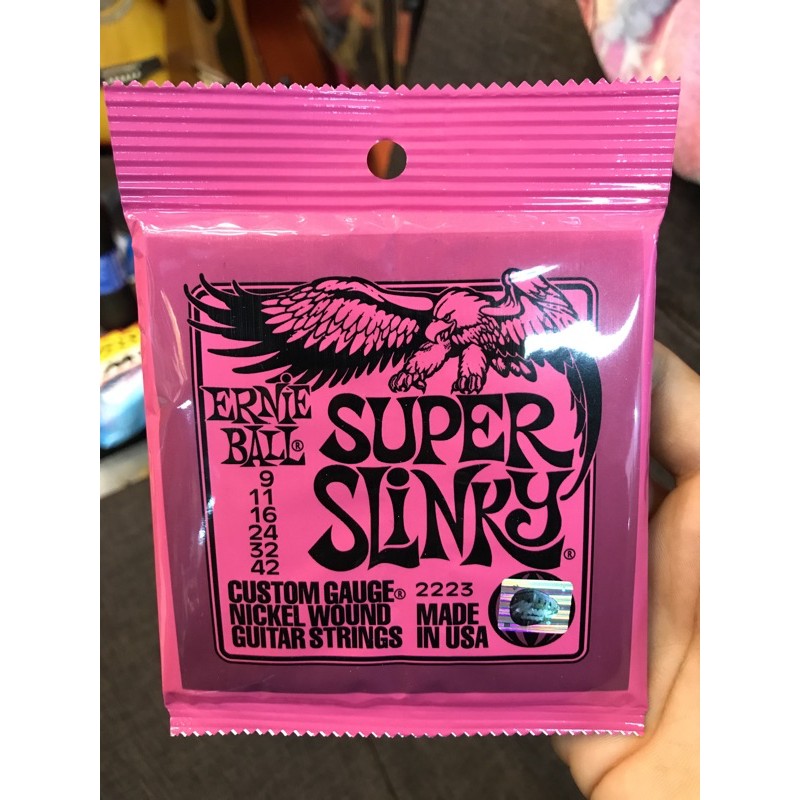 ERNIE
BALL®
SUPER
SLINKY®
9
11
16
24
32
42
CUSTOM GAUGE® 2223
NICKEL WOUND
GUITAR STRINGS
MADE
IN USA